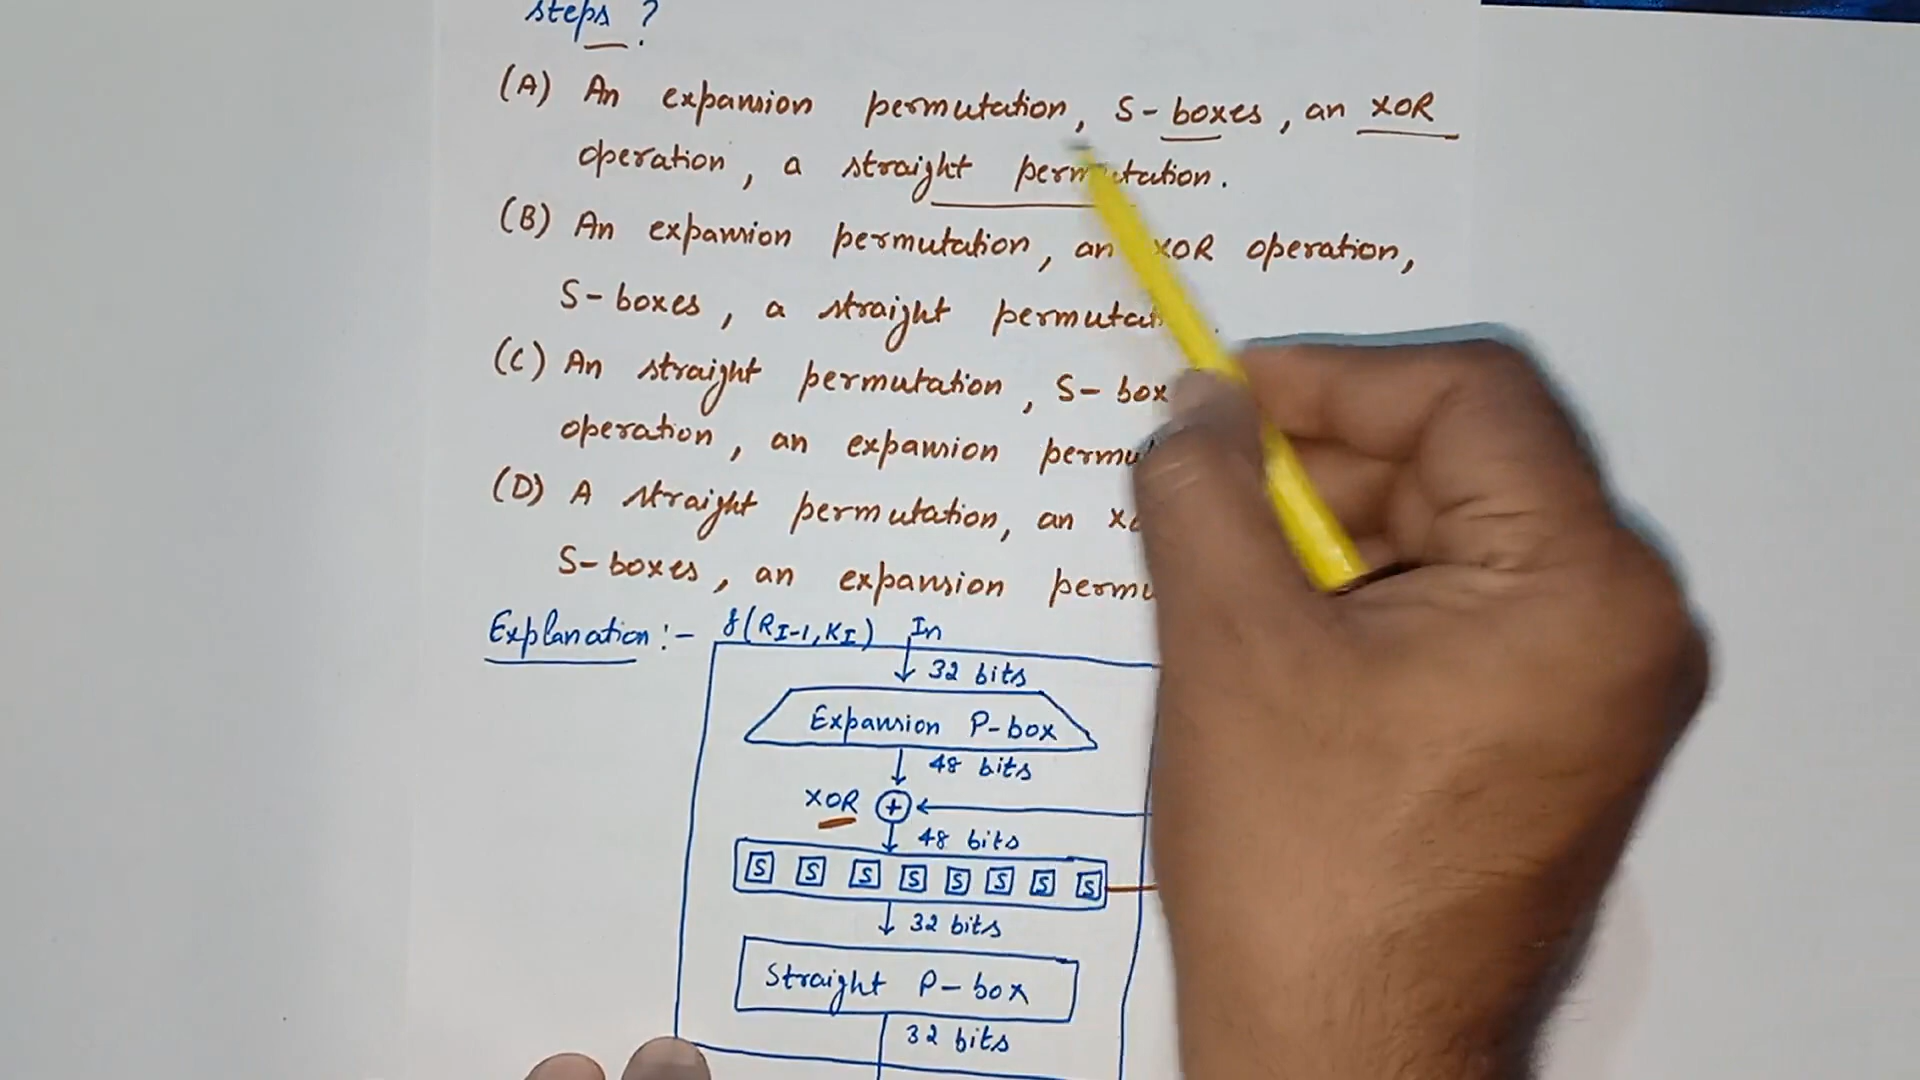 steps ?
(A) An expansion permutation, S-boxes, an XOR
operation, a straight permutation.
(B) An expansion permutation, an XOR operation,
S-boxes, a straight
(C) An straight permutation, S-box
operation, an expansion
(D) A straight permutation, an
S-boxes, an expansion
Explanation :- f(RI-1, KI) In
32 bits
Expansion P-box
48 bits
XOR +
48 bits
S S S S S S S S
32 bits
Straight P-box
32 bits